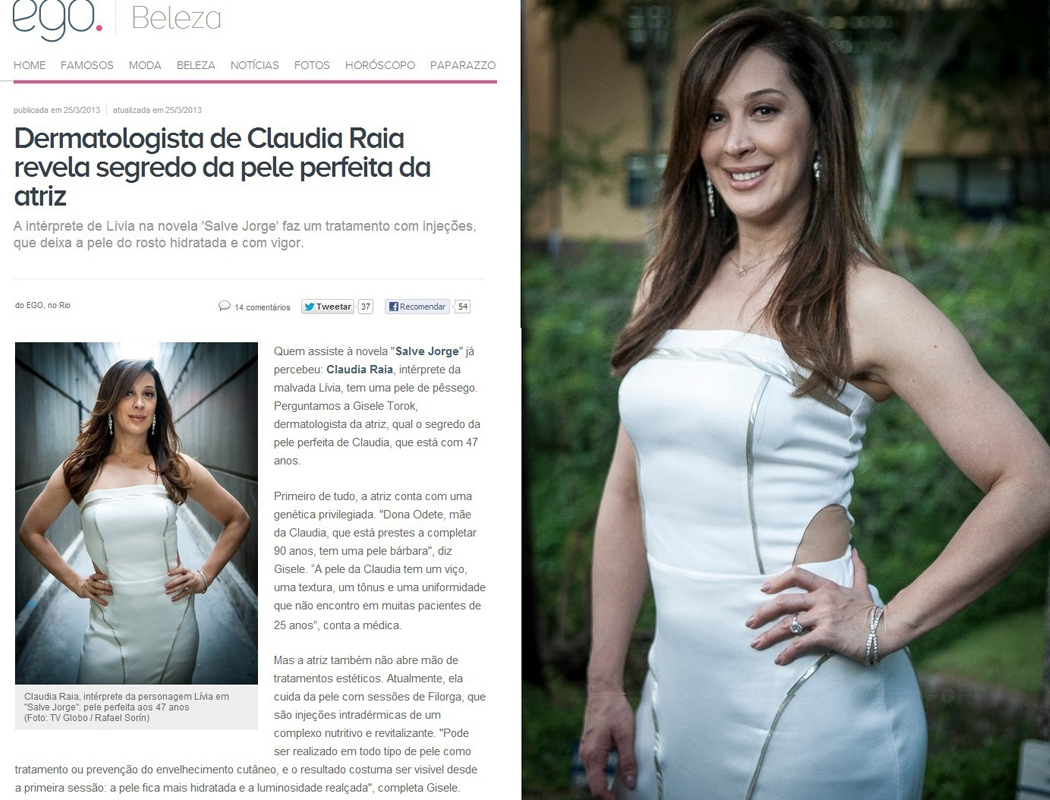 ego. Beleza
HOME FAMOSOS MODA BELEZA NOTÍCIAS FOTOS HORÓSCOPO PAPARAZZO
publicada em 25/3/2013 atualizada em 25/3/2013
Dermatologista de Claudia Raia
revela segredo da pele perfeita da
atriz
A intérprete de Lívia na novela 'Salve Jorge' faz um tratamento com injeções,
que deixa a pele do rosto hidratada e com vigor.
do EGO, no Rio
14 comentários Tweetar 37 Recomendar 54
Quem assiste à novela "Salve Jorge" já
percebeu: Claudia Raia, intérprete da
malvada Lívia, tem uma pele de pêssego.
Perguntamos a Gisele Torok,
dermatologista da atriz, qual o segredo da
pele perfeita de Claudia, que está com 47
anos.
Primeiro de tudo, a atriz conta com uma
genética privilegiada. "Dona Odete, mãe
da Claudia, que está prestes a completar
90 anos, tem uma pele bárbara", diz
Gisele. “A pele da Claudia tem um viço,
uma textura, um tônus e uma uniformidade
que não encontro em muitas pacientes de
25 anos”, conta a médica.
Mas a atriz também não abre mão de
tratamentos estéticos. Atualmente, ela
cuida da pele com sessões de Filorga, que
são injeções intradérmicas de um
complexo nutritivo e revitalizante. "Pode
ser realizado em todo tipo de pele como
tratamento ou prevenção do envelhecimento cutâneo, e o resultado costuma ser visível desde
a primeira sessão: a pele fica mais hidratada e a luminosidade realçada", completa Gisele.
Claudia Raia, intérprete da personagem Lívia em
"Salve Jorge": pele perfeita aos 47 anos
(Foto: TV Globo / Rafael Sorín)